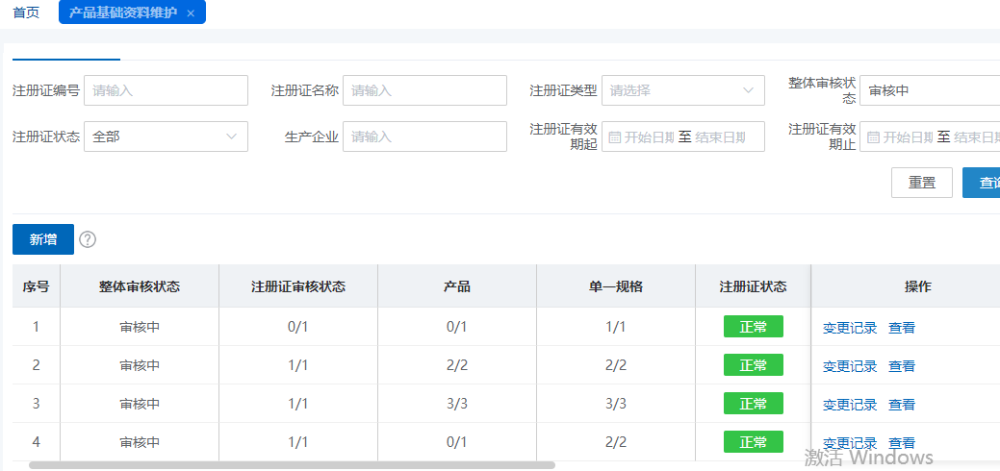 首页 产品基础资料维护 ×
注册证编号 请输入 注册证名称 请输入 注册证类型 请选择 整体审核状态 审核中
注册证状态 全部 生产企业 请输入 注册证有效期起 开始日期 至 结束日期 注册证有效期止 开始日期 至 结束日期
重置 查询
新增 ?
序号 整体审核状态 注册证审核状态 产品 单一规格 注册证状态 操作
1 审核中 0/1 0/1 1/1 正常 变更记录 查看
2 审核中 1/1 2/2 2/2 正常 变更记录 查看
3 审核中 1/1 3/3 3/3 正常 变更记录 查看
4 审核中 1/1 0/1 2/2 正常 变更记录 查看
激活 Windows